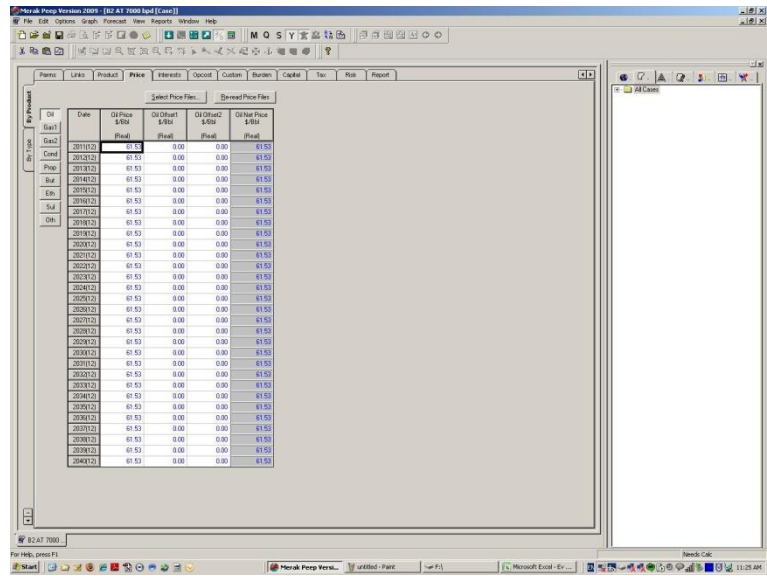 Merak Peep Version 2009 - [B2 AT 7000 bpd [Case]]
File Edit Options Graph Forecast View Reports Window Help
M Q S Y
Parms Links Product Price Interests Opcost Custom Burden Capital Tax Risk Report
Select Price Files... Re-read Price Files
By Product
By Type
Oil
Gas1
Gas2
Cond
Prop
But
Eth
Sul
Oth
Date Oil Price Oil Offset1 Oil Offset2 Oil Net Price
$/Bbl $/Bbl $/Bbl $/Bbl
(Real) (Real) (Real) (Real)
2011(12) 61.53 0.00 0.00 61.53
2012(12) 61.53 0.00 0.00 61.53
2013(12) 61.53 0.00 0.00 61.53
2014(12) 61.53 0.00 0.00 61.53
2015(12) 61.53 0.00 0.00 61.53
2016(12) 61.53 0.00 0.00 61.53
2017(12) 61.53 0.00 0.00 61.53
2018(12) 61.53 0.00 0.00 61.53
2019(12) 61.53 0.00 0.00 61.53
2020(12) 61.53 0.00 0.00 61.53
2021(12) 61.53 0.00 0.00 61.53
2022(12) 61.53 0.00 0.00 61.53
2023(12) 61.53 0.00 0.00 61.53
2024(12) 61.53 0.00 0.00 61.53
2025(12) 61.53 0.00 0.00 61.53
2026(12) 61.53 0.00 0.00 61.53
2027(12) 61.53 0.00 0.00 61.53
2028(12) 61.53 0.00 0.00 61.53
2029(12) 61.53 0.00 0.00 61.53
2030(12) 61.53 0.00 0.00 61.53
2031(12) 61.53 0.00 0.00 61.53
2032(12) 61.53 0.00 0.00 61.53
2033(12) 61.53 0.00 0.00 61.53
2034(12) 61.53 0.00 0.00 61.53
2035(12) 61.53 0.00 0.00 61.53
2036(12) 61.53 0.00 0.00 61.53
2037(12) 61.53 0.00 0.00 61.53
2038(12) 61.53 0.00 0.00 61.53
2039(12) 61.53 0.00 0.00 61.53
2040(12) 61.53 0.00 0.00 61.53
All Cases
B2 AT 7000 ...
For Help, press F1
Needs Calc
Start Merak Peep Versi... untitled - Paint F:\ Microsoft Excel - Ev ... 11:25 AM